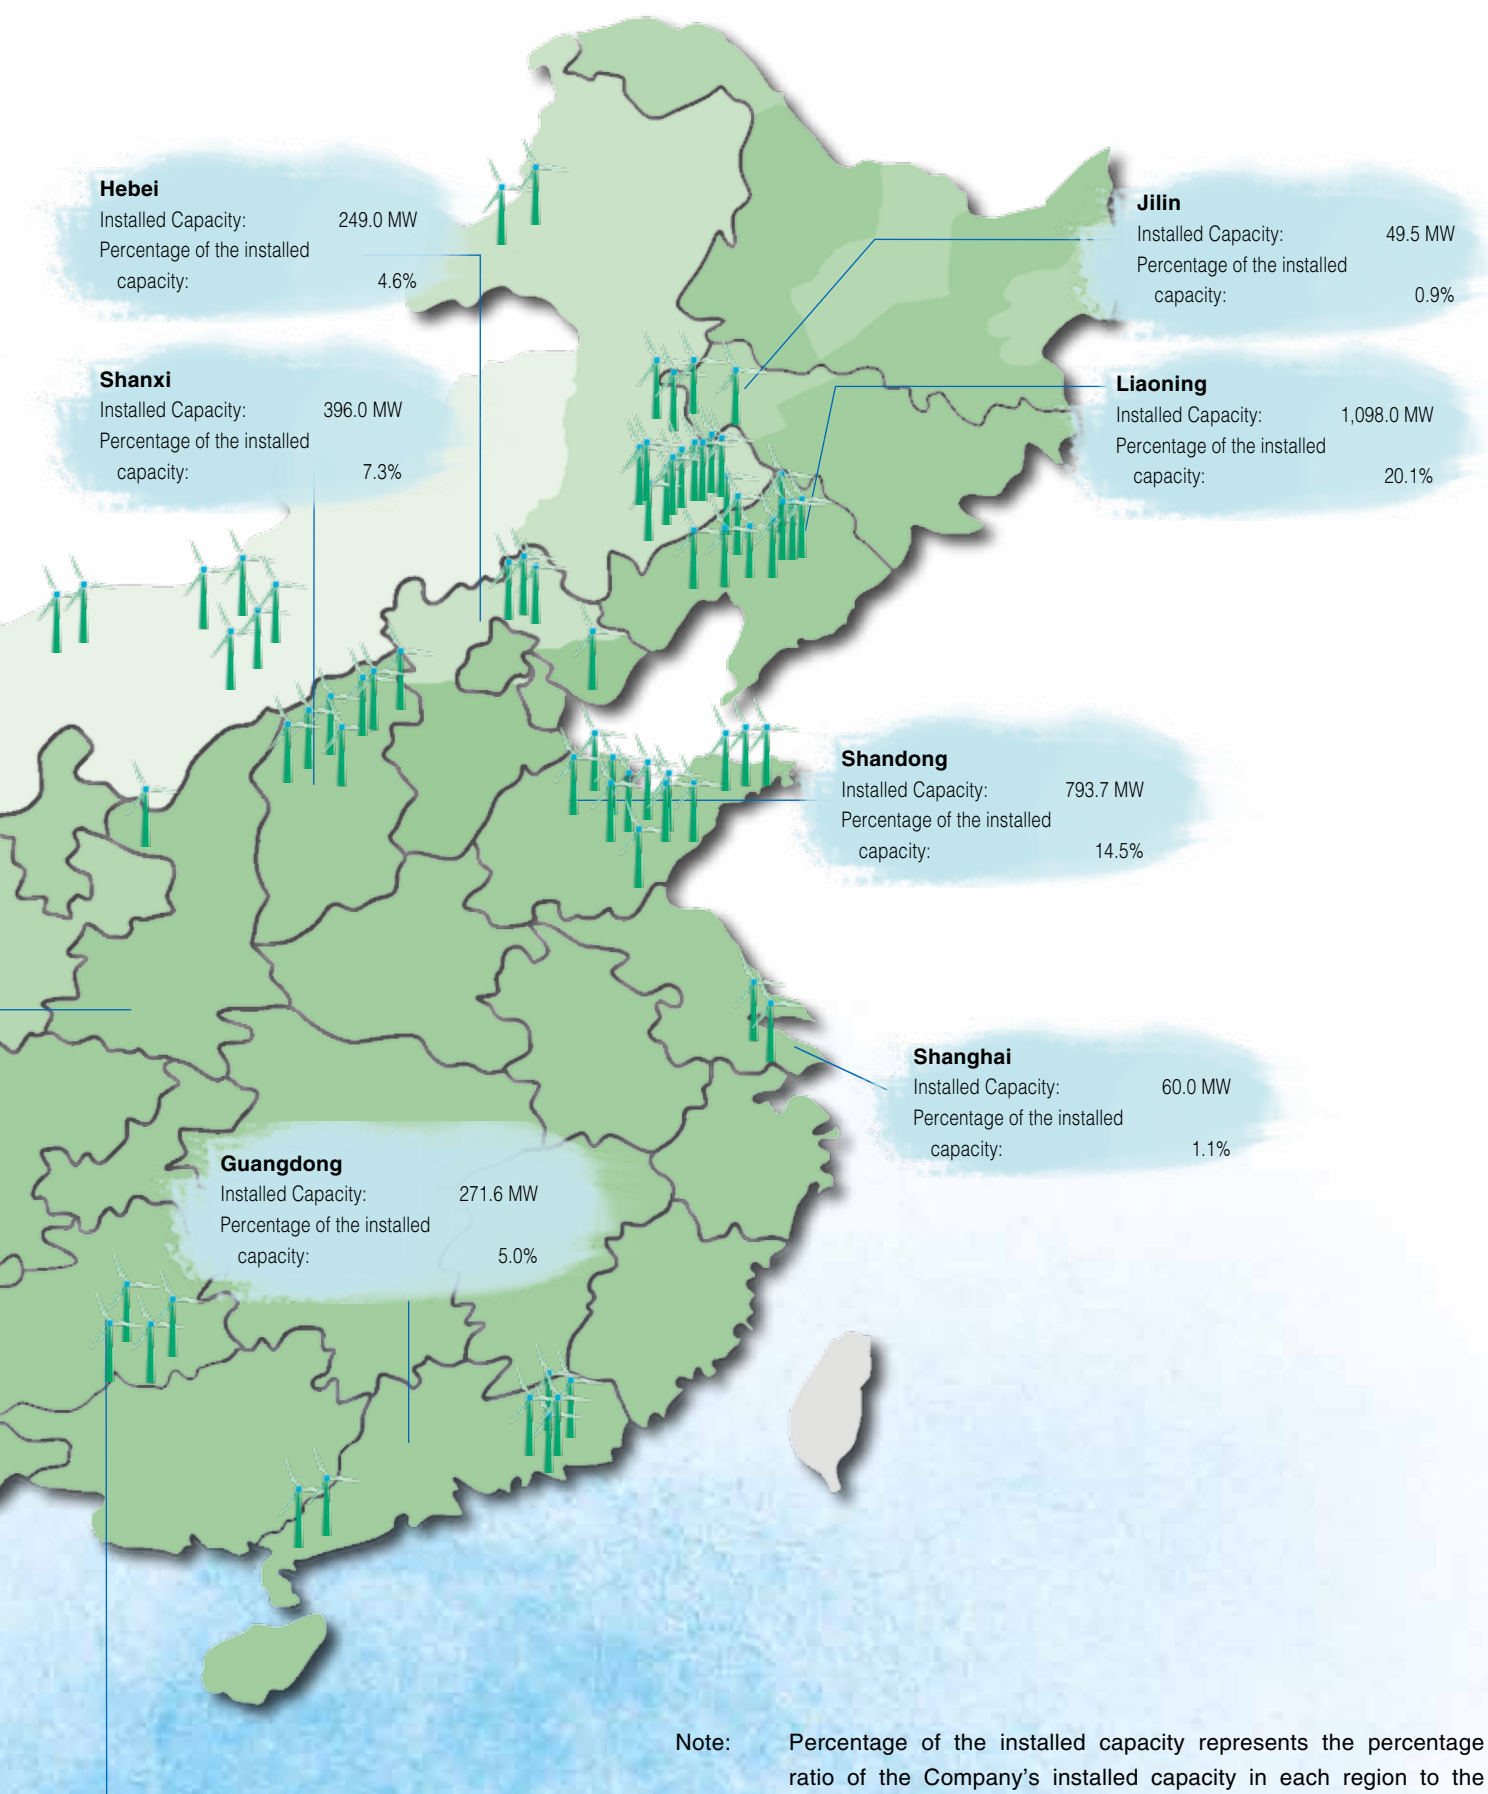 Hebei
Installed Capacity: 249.0 MW
Percentage of the installed
capacity: 4.6%
Jilin
Installed Capacity: 49.5 MW
Percentage of the installed
capacity: 0.9%
Shanxi
Installed Capacity: 396.0 MW
Percentage of the installed
capacity: 7.3%
Liaoning
Installed Capacity: 1,098.0 MW
Percentage of the installed
capacity: 20.1%
Shandong
Installed Capacity: 793.7 MW
Percentage of the installed
capacity: 14.5%
Shanghai
Installed Capacity: 60.0 MW
Percentage of the installed
capacity: 1.1%
Guangdong
Installed Capacity: 271.6 MW
Percentage of the installed
capacity: 5.0%
Note: Percentage of the installed capacity represents the percentage
ratio of the Company's installed capacity in each region to the